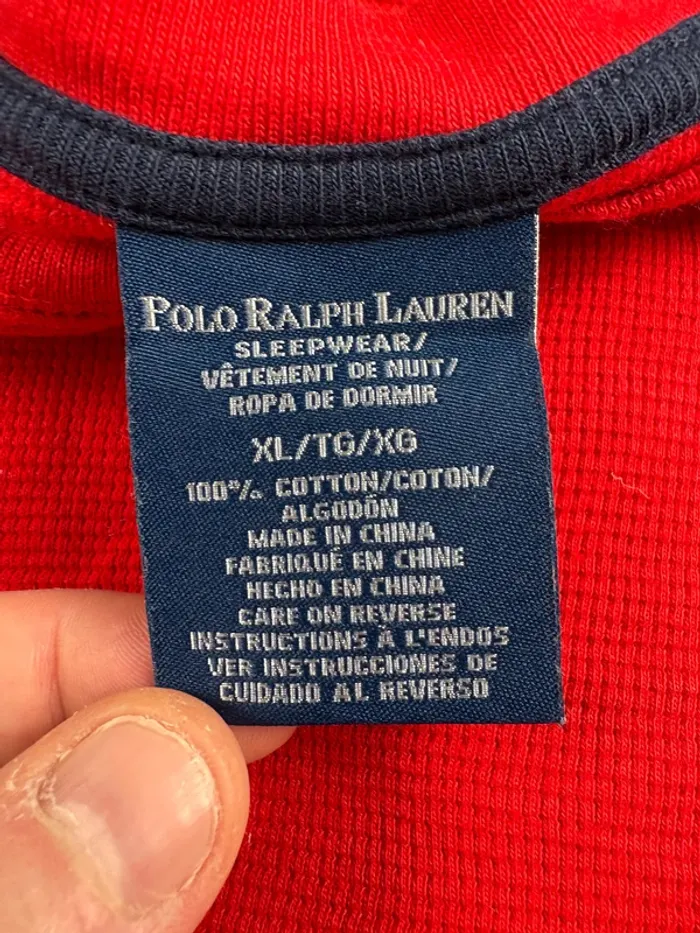 POLO RALPH LAUREN
SLEEPWEAR/
VÊTEMENT DE NUIT/
ROPA DE DORMIR
XL/TG/XG
100% COTTON/COTON/
ALGODÓN
MADE IN CHINA
FABRIQUÉ EN CHINE
HECHO EN CHINA
CARE ON REVERSE
INSTRUCTIONS À L'ENDOS
VER INSTRUCCIONES DE
CUIDADO AL REVERSO